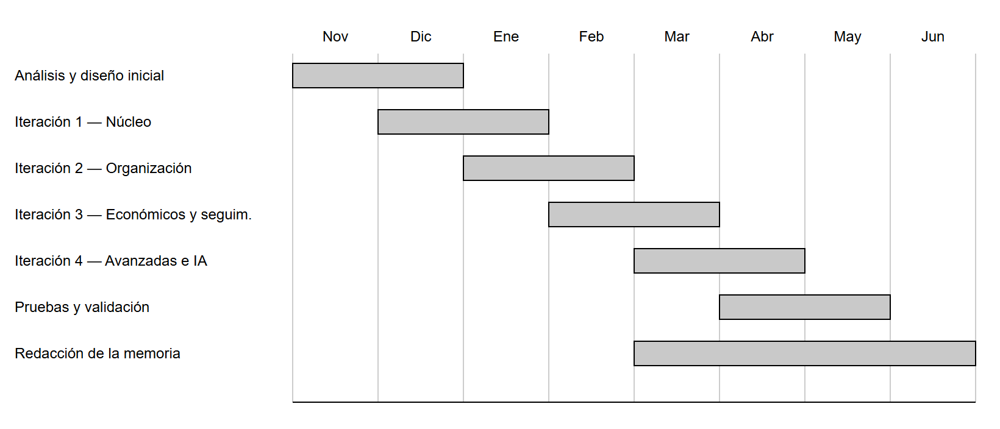 Nov Dic Ene Feb Mar Abr May Jun
Análisis y diseño inicial
Iteración 1 — Núcleo
Iteración 2 — Organización
Iteración 3 — Económicos y seguim.
Iteración 4 — Avanzadas e IA
Pruebas y validación
Redacción de la memoria